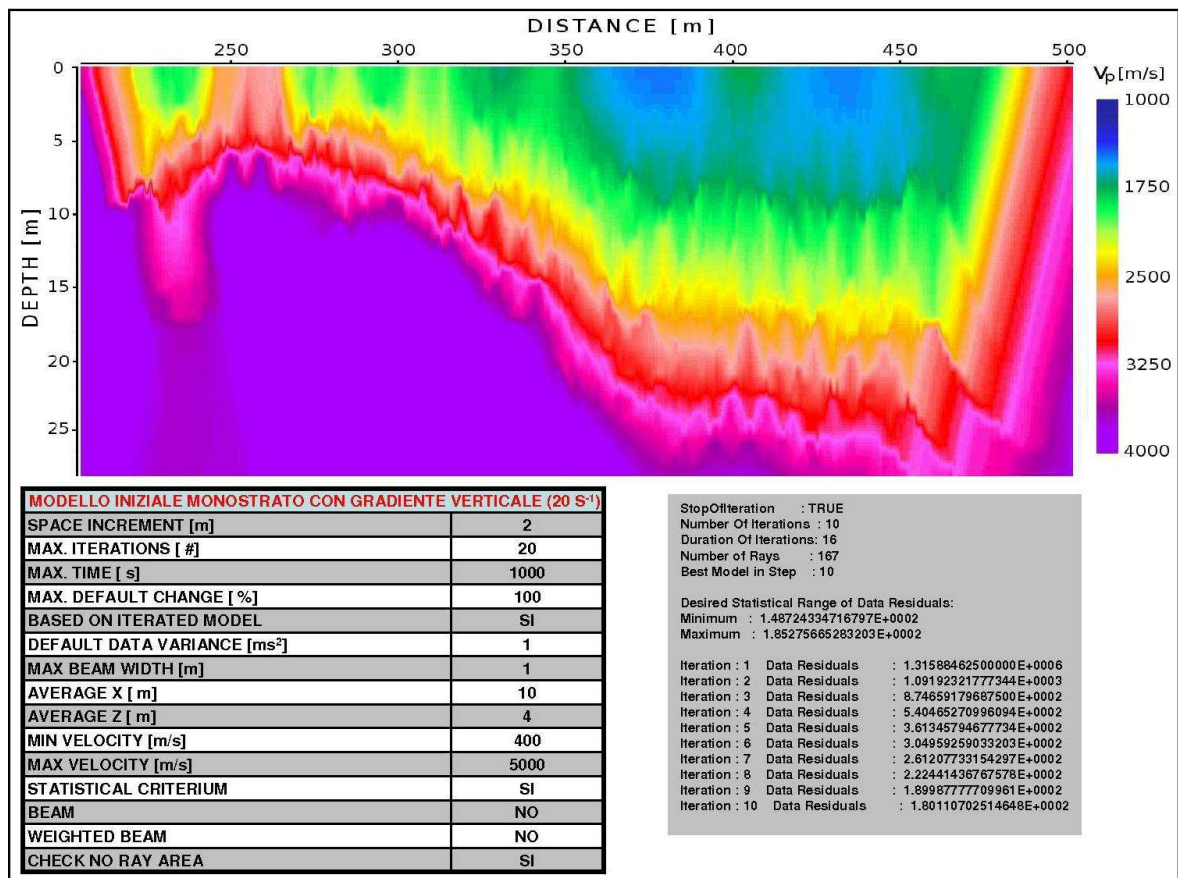 DISTANCE [m]
250 300 350 400 450 500
0
5
10
15
20
25
DEPTH [m]
Vp [m/s]
1000
1750
2500
3250
4000
MODELLO INIZIALE MONOSTRATO CON GRADIENTE VERTICALE (20 S-1)
SPACE INCREMENT [m] 2
MAX. ITERATIONS [ #] 20
MAX. TIME [ s] 1000
MAX. DEFAULT CHANGE [ %] 100
BASED ON ITERATED MODEL SI
DEFAULT DATA VARIANCE [ms²] 1
MAX BEAM WIDTH [m] 1
AVERAGE X [ m] 10
AVERAGE Z [ m] 4
MIN VELOCITY [m/s] 400
MAX VELOCITY [m/s] 5000
STATISTICAL CRITERIUM SI
BEAM NO
WEIGHTED BEAM NO
CHECK NO RAY AREA SI
StopOfIteration : TRUE
Number Of Iterations : 10
Duration Of Iterations: 16
Number of Rays : 167
Best Model in Step : 10
Desired Statistical Range of Data Residuals:
Minimum : 1.48724334716797E+0002
Maximum : 1.85275665283203E+0002
Iteration : 1 Data Residuals : 1.31588462500000E+0006
Iteration : 2 Data Residuals : 1.09192321777344E+0003
Iteration : 3 Data Residuals : 8.74659179687500E+0002
Iteration : 4 Data Residuals : 5.40465270996094E+0002
Iteration : 5 Data Residuals : 3.61345794677734E+0002
Iteration : 6 Data Residuals : 3.04959259033203E+0002
Iteration : 7 Data Residuals : 2.61207733154297E+0002
Iteration : 8 Data Residuals : 2.22441436767578E+0002
Iteration : 9 Data Residuals : 1.89987777709961E+0002
Iteration : 10 Data Residuals : 1.80110702514648E+0002